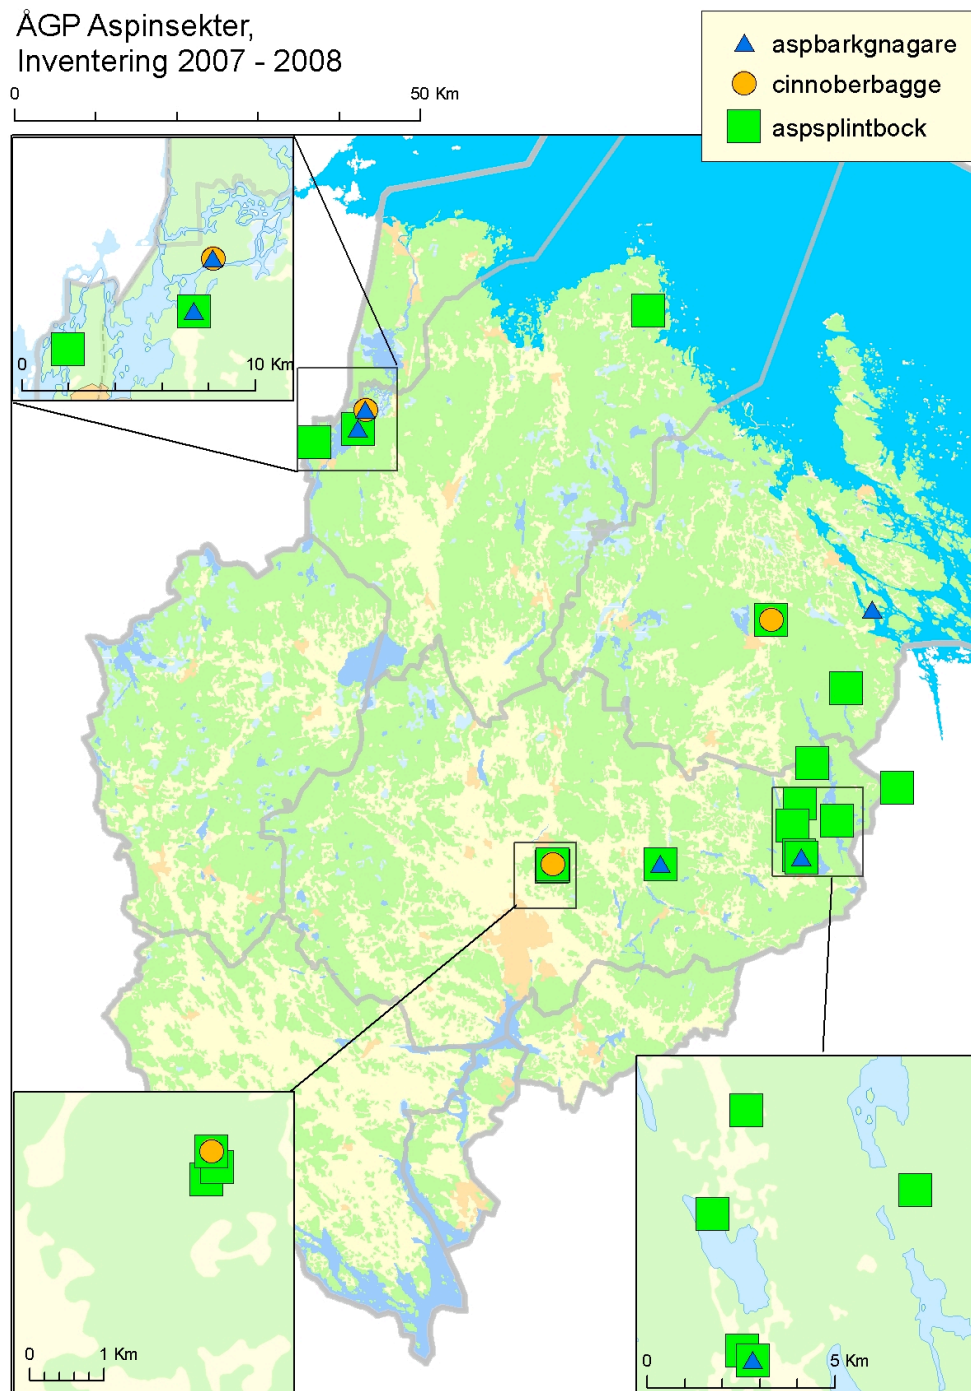 ÅGP Aspinsekter,
Inventering 2007 - 2008
0 50 Km
aspbarkgnagare
cinnoberbagge
aspsplintbock
0 10 Km
0 1 Km
0 5 Km